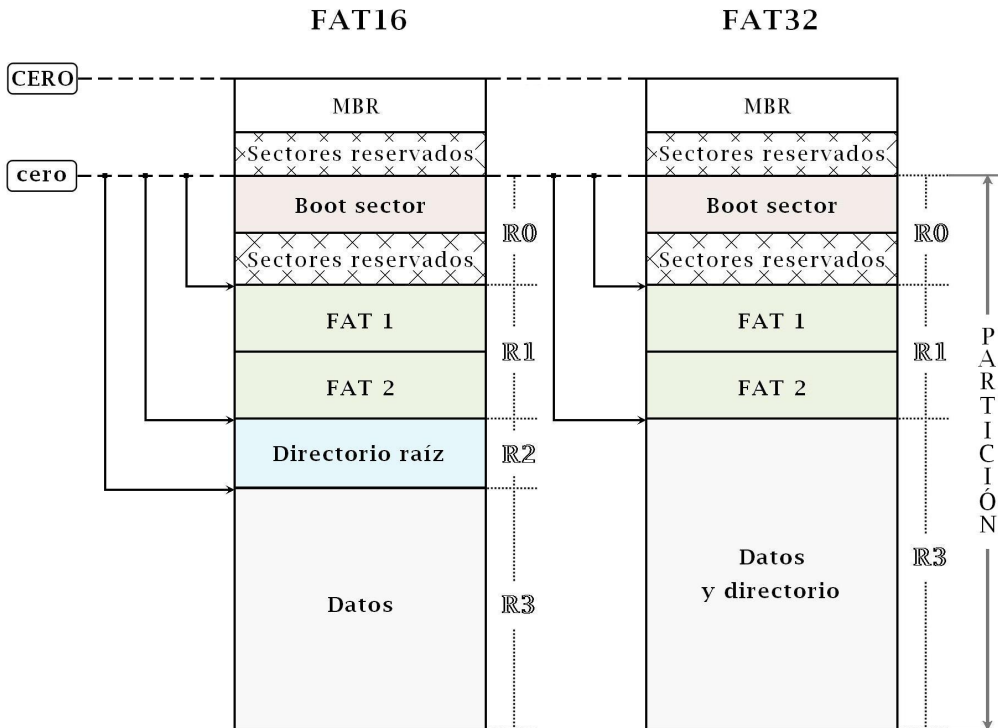 FAT16
FAT32
CERO
MBR
MBR
Sectores reservados
Sectores reservados
cero
Boot sector
Boot sector
R0
R0
Sectores reservados
Sectores reservados
FAT 1
FAT 1
R1
R1
FAT 2
FAT 2
Directorio raíz
R2
Datos
y directorio
R3
Datos
R3
PARTICIÓN